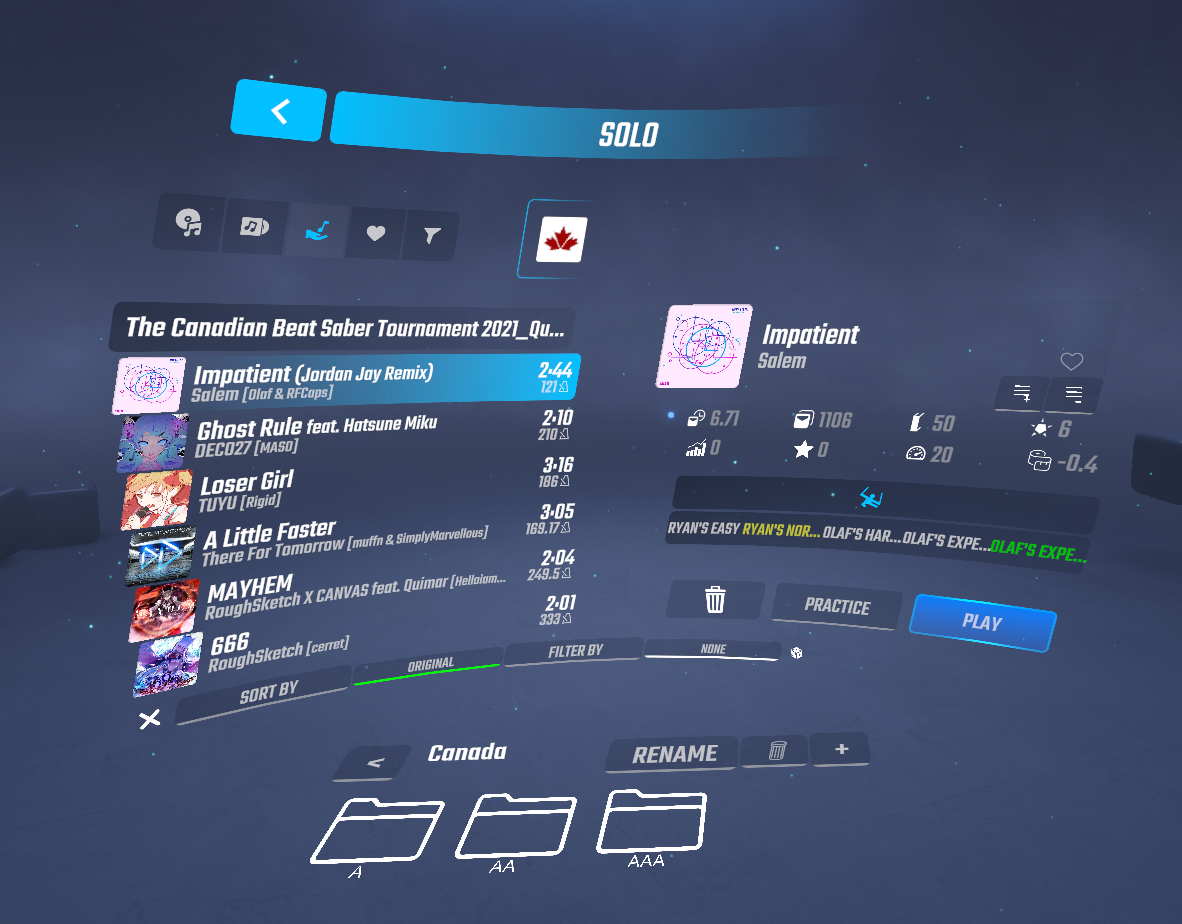 SOLO
The Canadian Beat Saber Tournament 2021_Qu...
Impatient (Jordan Jay Remix)
2:44
Salem [Olaf & RFCaps]
121
Ghost Rule feat. Hatsune Miku
2:10
DECO27 [MASO]
210
Loser Girl
3:16
TUYU [Rigid]
186
A Little Faster
3:05
There For Tomorrow [muffn & SimplyMarvellous]
169.17
MAYHEM
2:04
RoughSketch X CANVAS feat. Quimar [Helloiam...
249.5
666
2:01
RoughSketch [cerret]
333
SORT BY
ORIGINAL
FILTER BY
NONE
Impatient
Salem
6.71
1106
50
6
0
0
20
-0.4
RYAN'S EASY
RYAN'S NOR...
OLAF'S HAR...
OLAF'S EXPE...
OLAF'S EXPE...
PRACTICE
PLAY
<
Canada
RENAME
+
A
AA
AAA